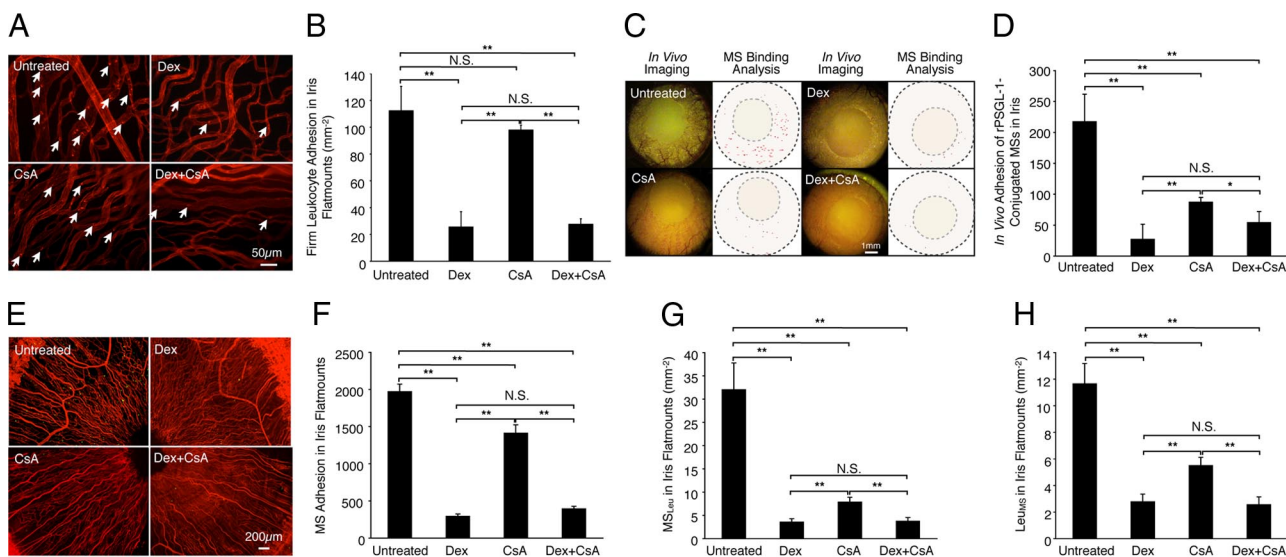 A
Untreated
Dex
CsA
Dex+CsA
50µm
B
Firm Leukocyte Adhesion in Iris
Flatmounts (mm-2)
**
N.S.
**
N.S.
**
**
140
120
100
80
60
40
20
0
Untreated
Dex
CsA
Dex+CsA
C
In Vivo
Imaging
MS Binding
Analysis
In Vivo
Imaging
MS Binding
Analysis
Untreated
Dex
CsA
Dex+CsA
1mm
D
In Vivo Adhesion of rPSGL-1-
Conjugated MSs in Iris
**
**
**
N.S.
**
*
300
250
200
150
100
50
0
Untreated
Dex
CsA
Dex+CsA
E
Untreated
Dex
CsA
Dex+CsA
200µm
F
MS Adhesion in Iris Flatmounts
**
**
**
N.S.
**
**
2500
2000
1500
1000
500
0
Untreated
Dex
CsA
Dex+CsA
G
MSLeu in Iris Flatmounts (mm-2)
**
**
**
N.S.
**
**
40
35
30
25
20
15
10
5
0
Untreated
Dex
CsA
Dex+CsA
H
LeuMS in Iris Flatmounts (mm-2)
**
**
**
N.S.
**
**
14
12
10
8
6
4
2
0
Untreated
Dex
CsA
Dex+CsA